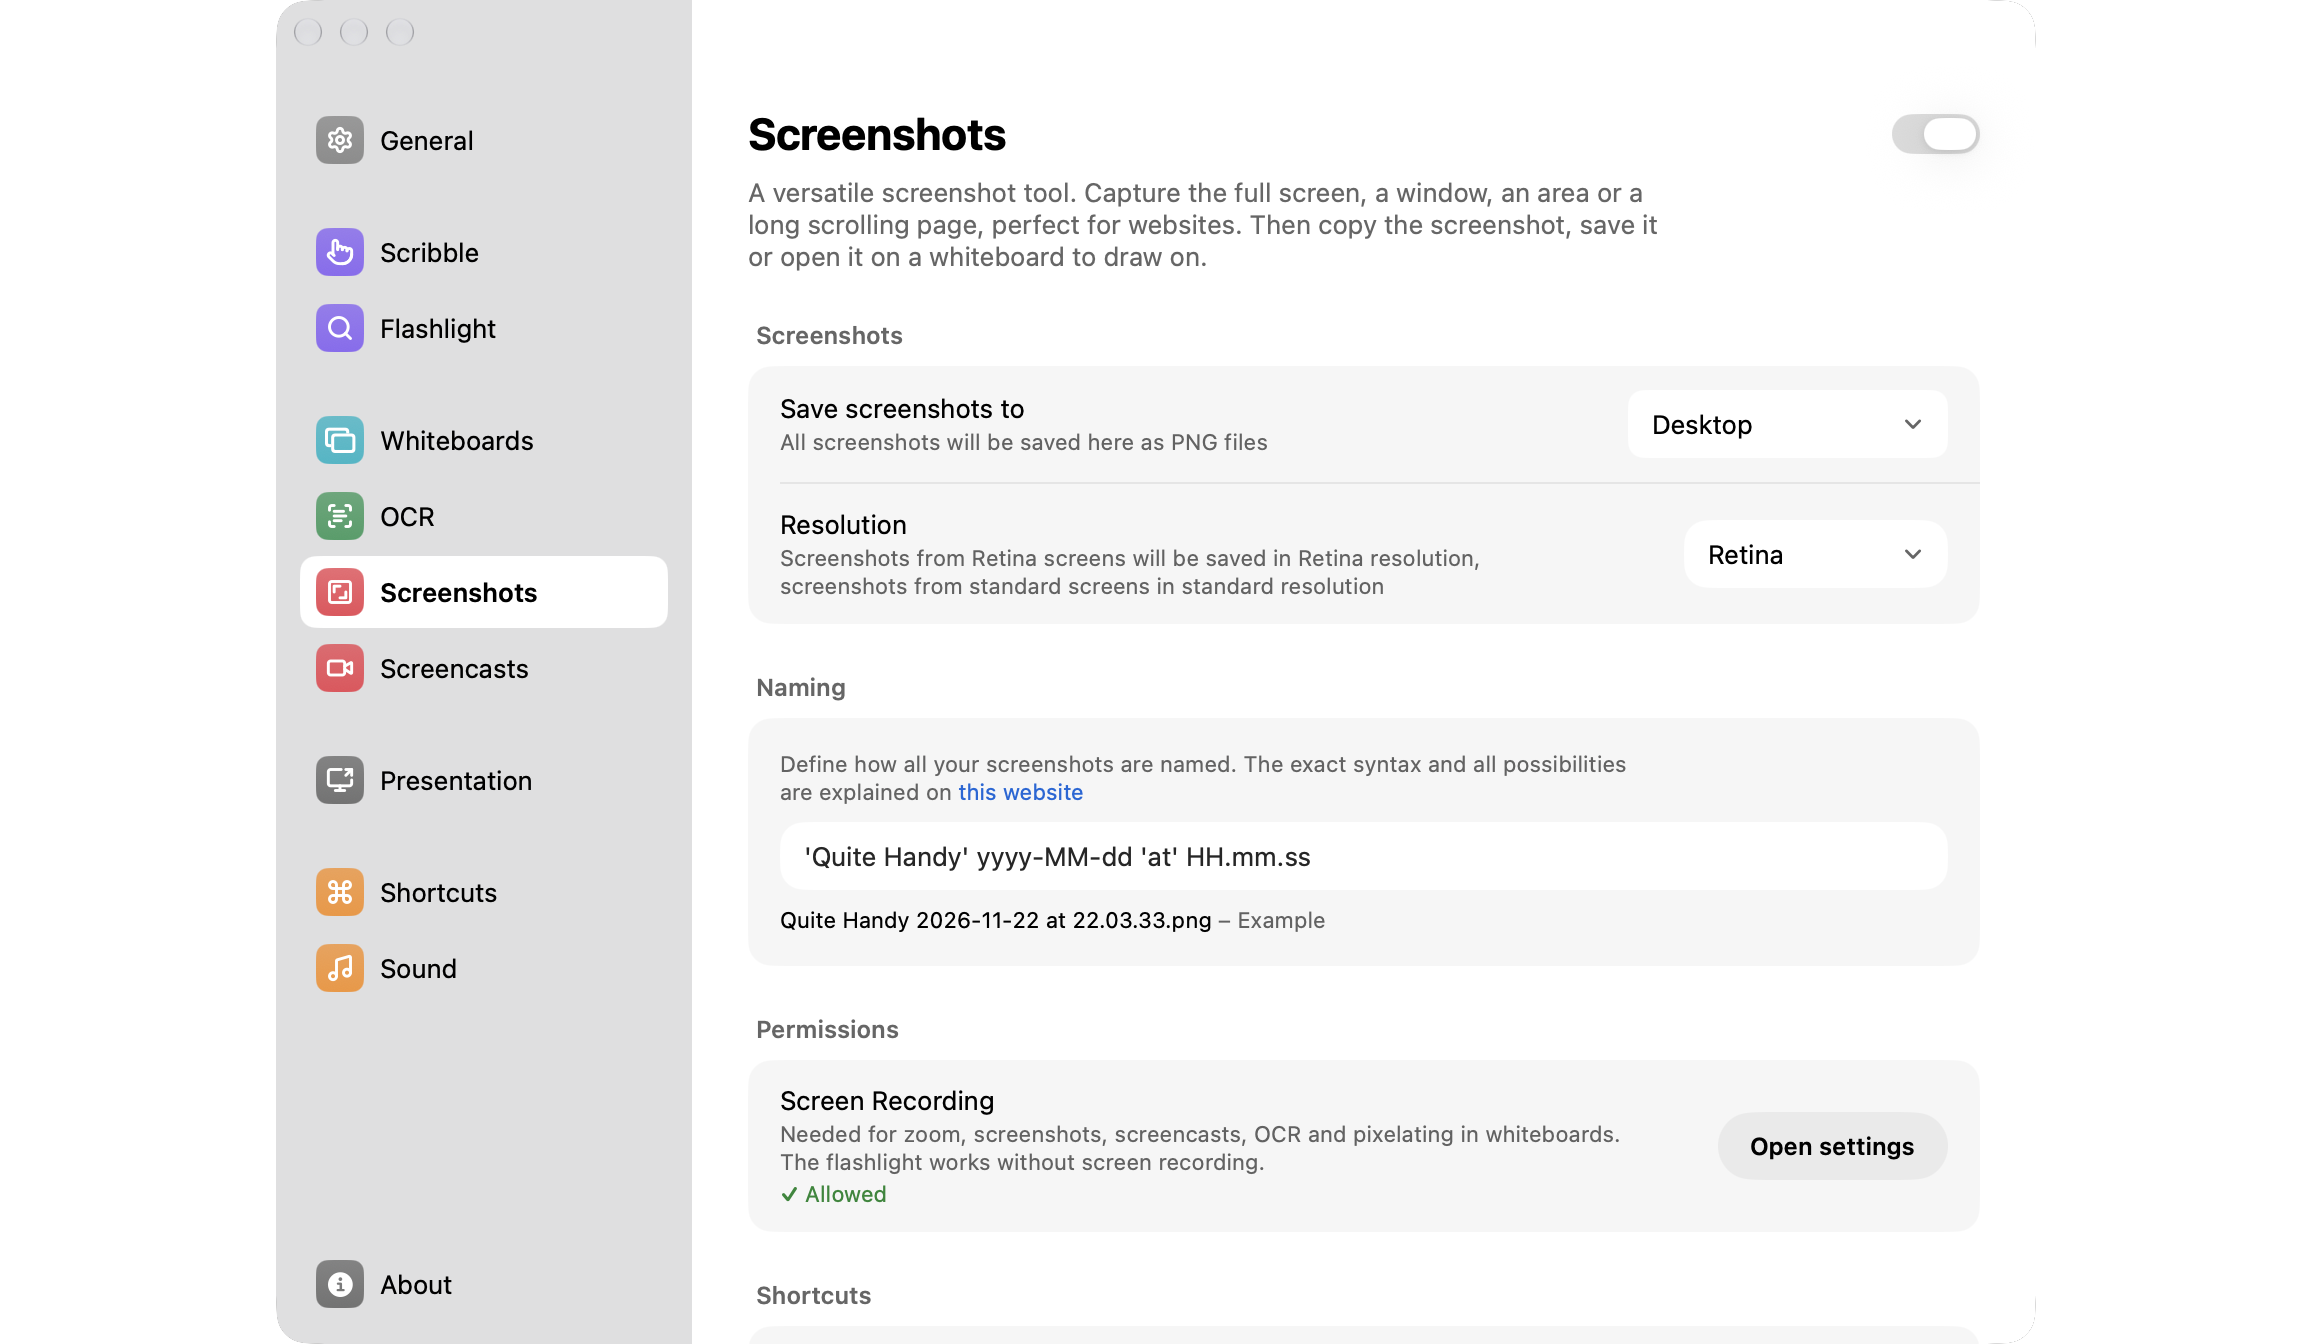 General
Scribble
Flashlight
Whiteboards
OCR
Screenshots
Screencasts
Presentation
Shortcuts
Sound
About
Screenshots
A versatile screenshot tool. Capture the full screen, a window, an area or a
long scrolling page, perfect for websites. Then copy the screenshot, save it
or open it on a whiteboard to draw on.
Screenshots
Save screenshots to
All screenshots will be saved here as PNG files
Desktop
Resolution
Screenshots from Retina screens will be saved in Retina resolution,
screenshots from standard screens in standard resolution
Retina
Naming
Define how all your screenshots are named. The exact syntax and all possibilities
are explained on this website
'Quite Handy' yyyy-MM-dd 'at' HH.mm.ss
Quite Handy 2026-11-22 at 22.03.33.png – Example
Permissions
Screen Recording
Needed for zoom, screenshots, screencasts, OCR and pixelating in whiteboards.
The flashlight works without screen recording.
✓ Allowed
Open settings
Shortcuts